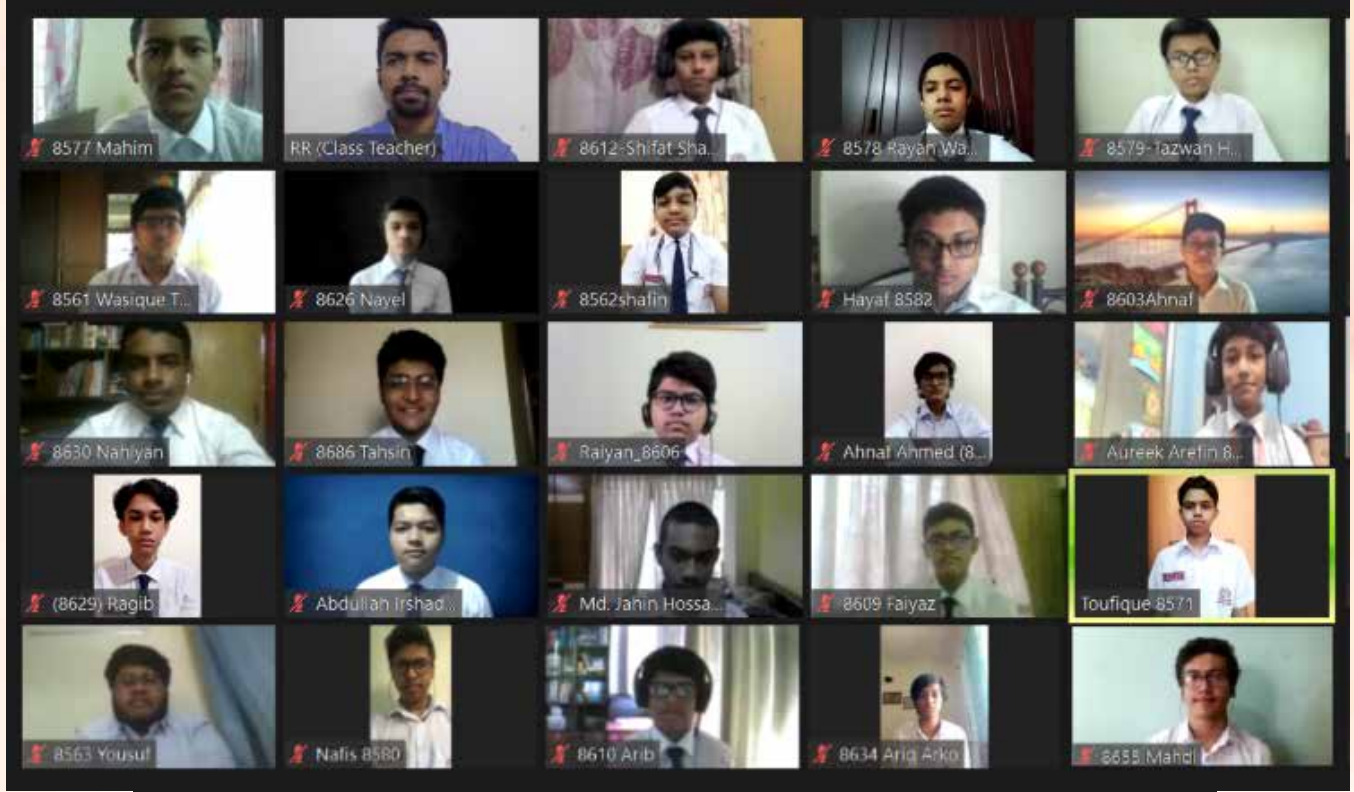 8577 Mahim
RR (Class Teacher)
8612-Shifat Sha...
8578 Rayan Wa...
8579-Tazwan H...
8561 Wasique T...
8626 Nayel
8562shafin
Hayaf 8582
8603Ahnaf
8630 Nahiyan
8686 Tahsin
Raiyan_8606
Ahnaf Ahmed (8...
Aureek Arefin 8...
(8629) Ragib
Abdullah Irshad...
Md. Jahin Hossa...
8609 Faiyaz
Toufique 8571
8563 Yousuf
Nafis 8580
8610 Arib
8634 Ariq Arko
8655 Mahdi